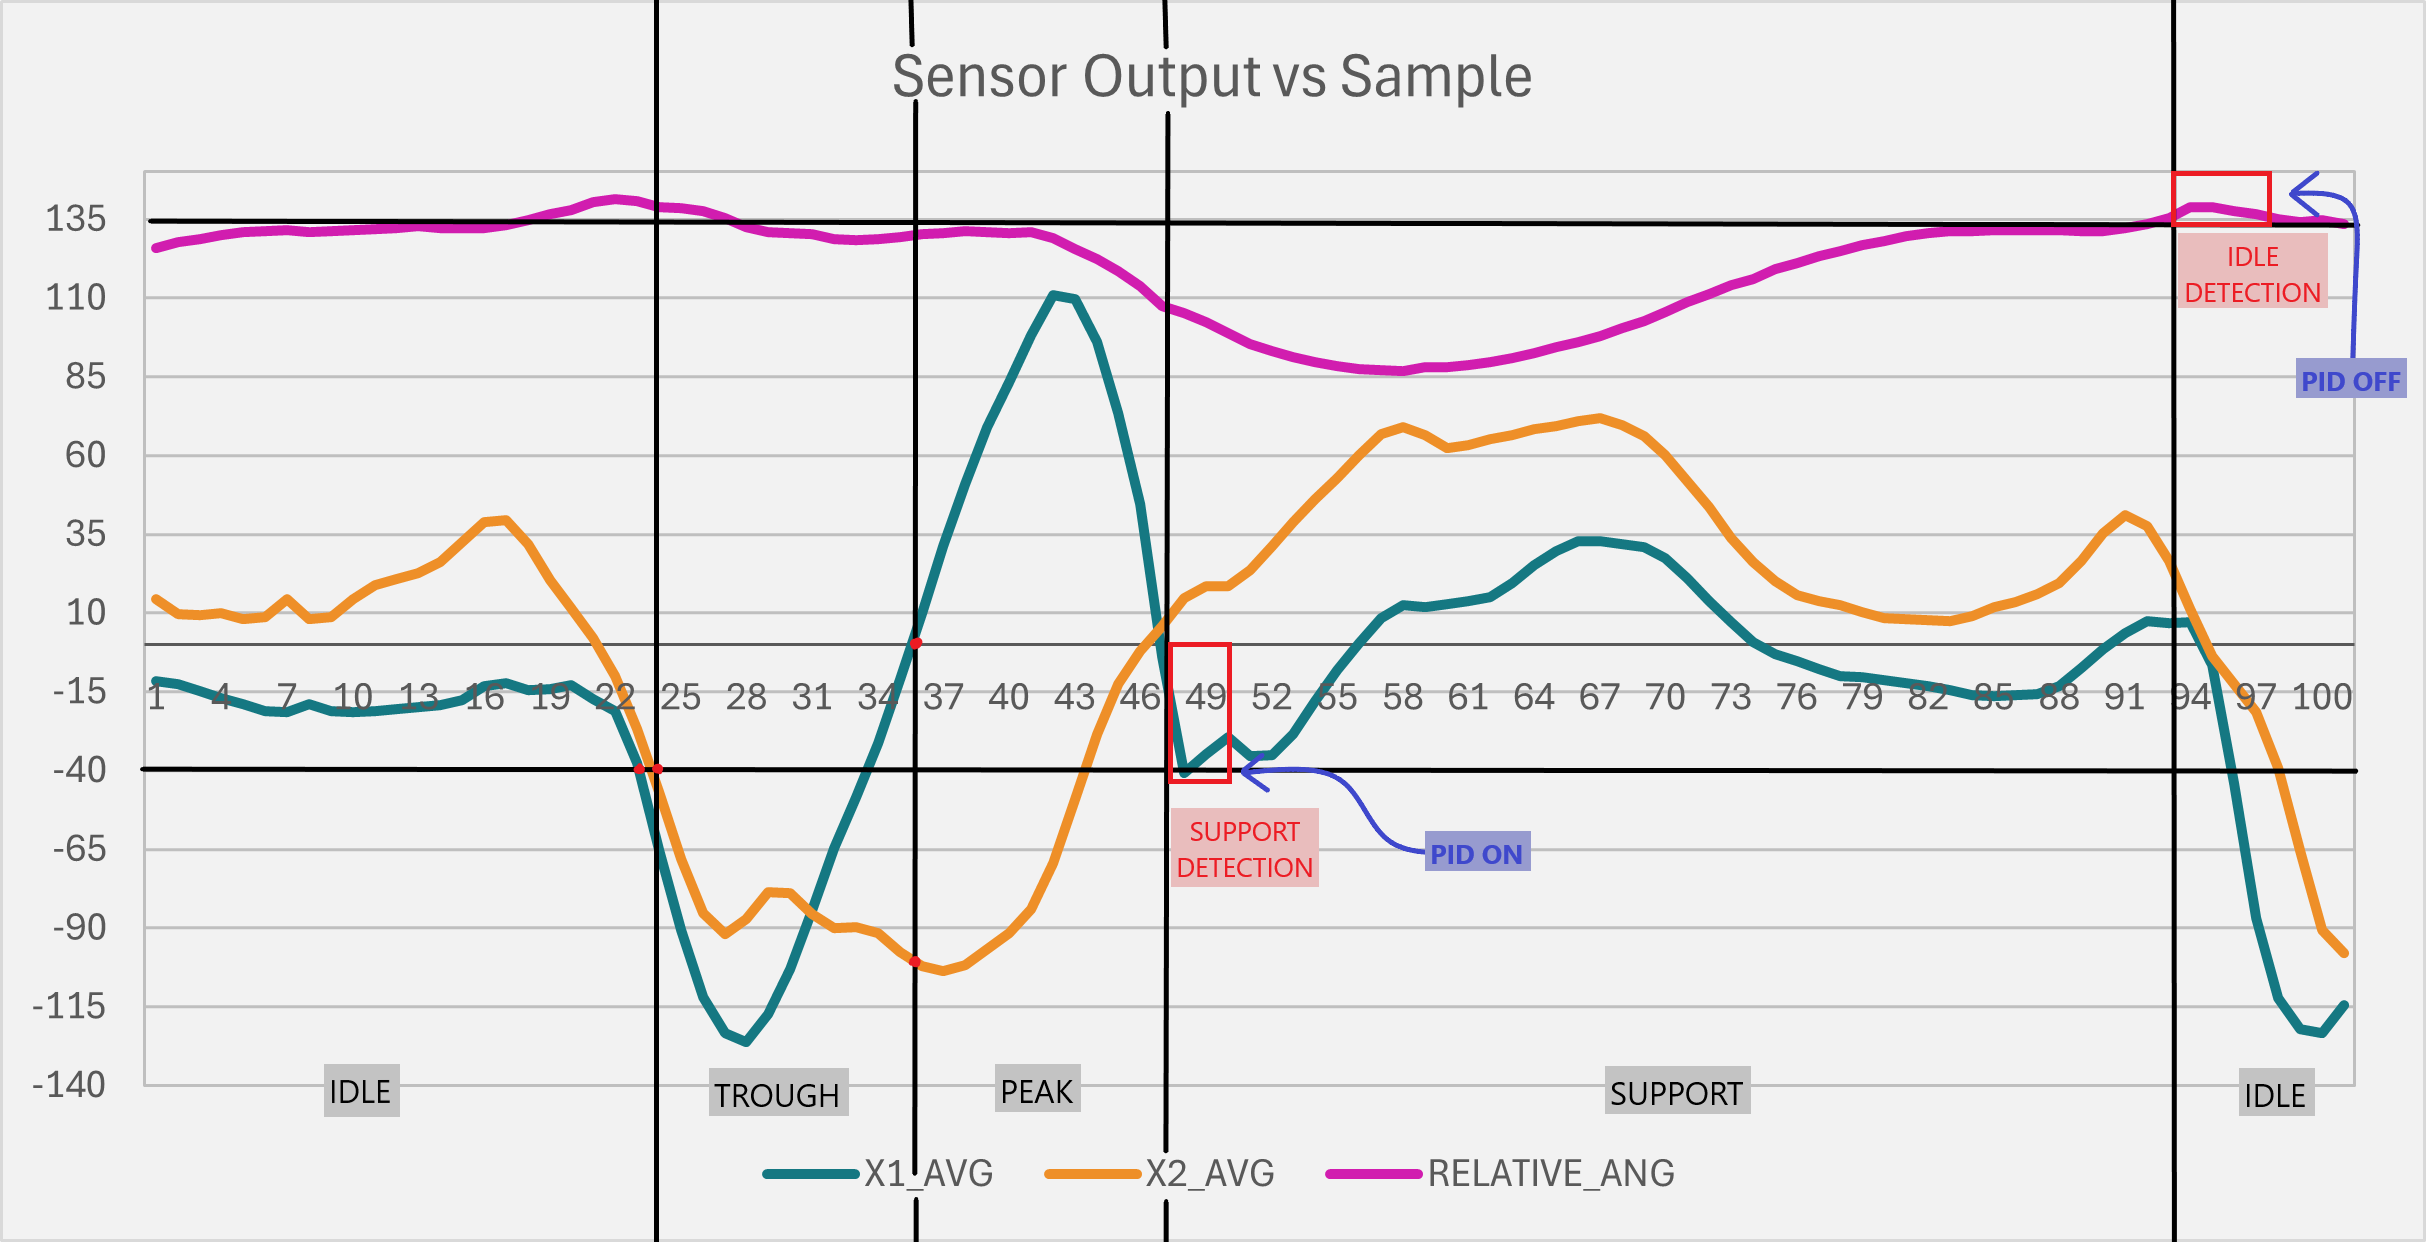 Sensor Output vs Sample
135
110
85
60
35
10
-15
-40
-65
-90
-115
-140
1 4 7 10 13 16 19 22 25 28 31 34 37 40 43 46 49 52 55 58 61 64 67 70 73 76 79 82 85 88 91 94 97 100
IDLE
DETECTION
PID OFF
SUPPORT
DETECTION
PID ON
IDLE
TROUGH
PEAK
SUPPORT
IDLE
X1_AVG
X2_AVG
RELATIVE_ANG